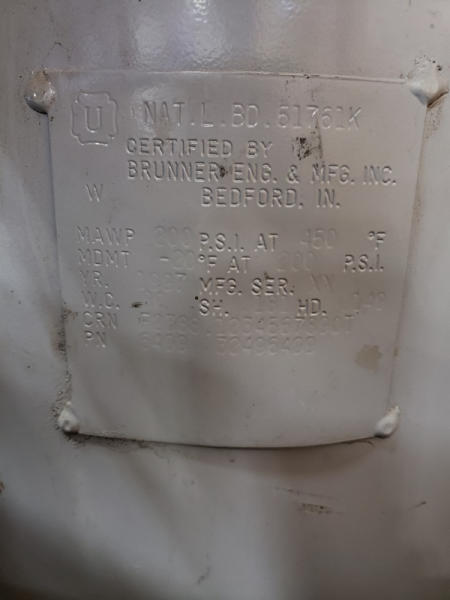 U NAT.L.BD.51761K
CERTIFIED BY
BRUNNER ENG. & MFG. INC.
W BEDFORD, IN.
MAWP 200 P.S.I. AT 450 °F
MDMT -20 °F AT 200 P.S.I.
YR. MFG. SER. XX
W.C. SH. HD.
CRN
PN